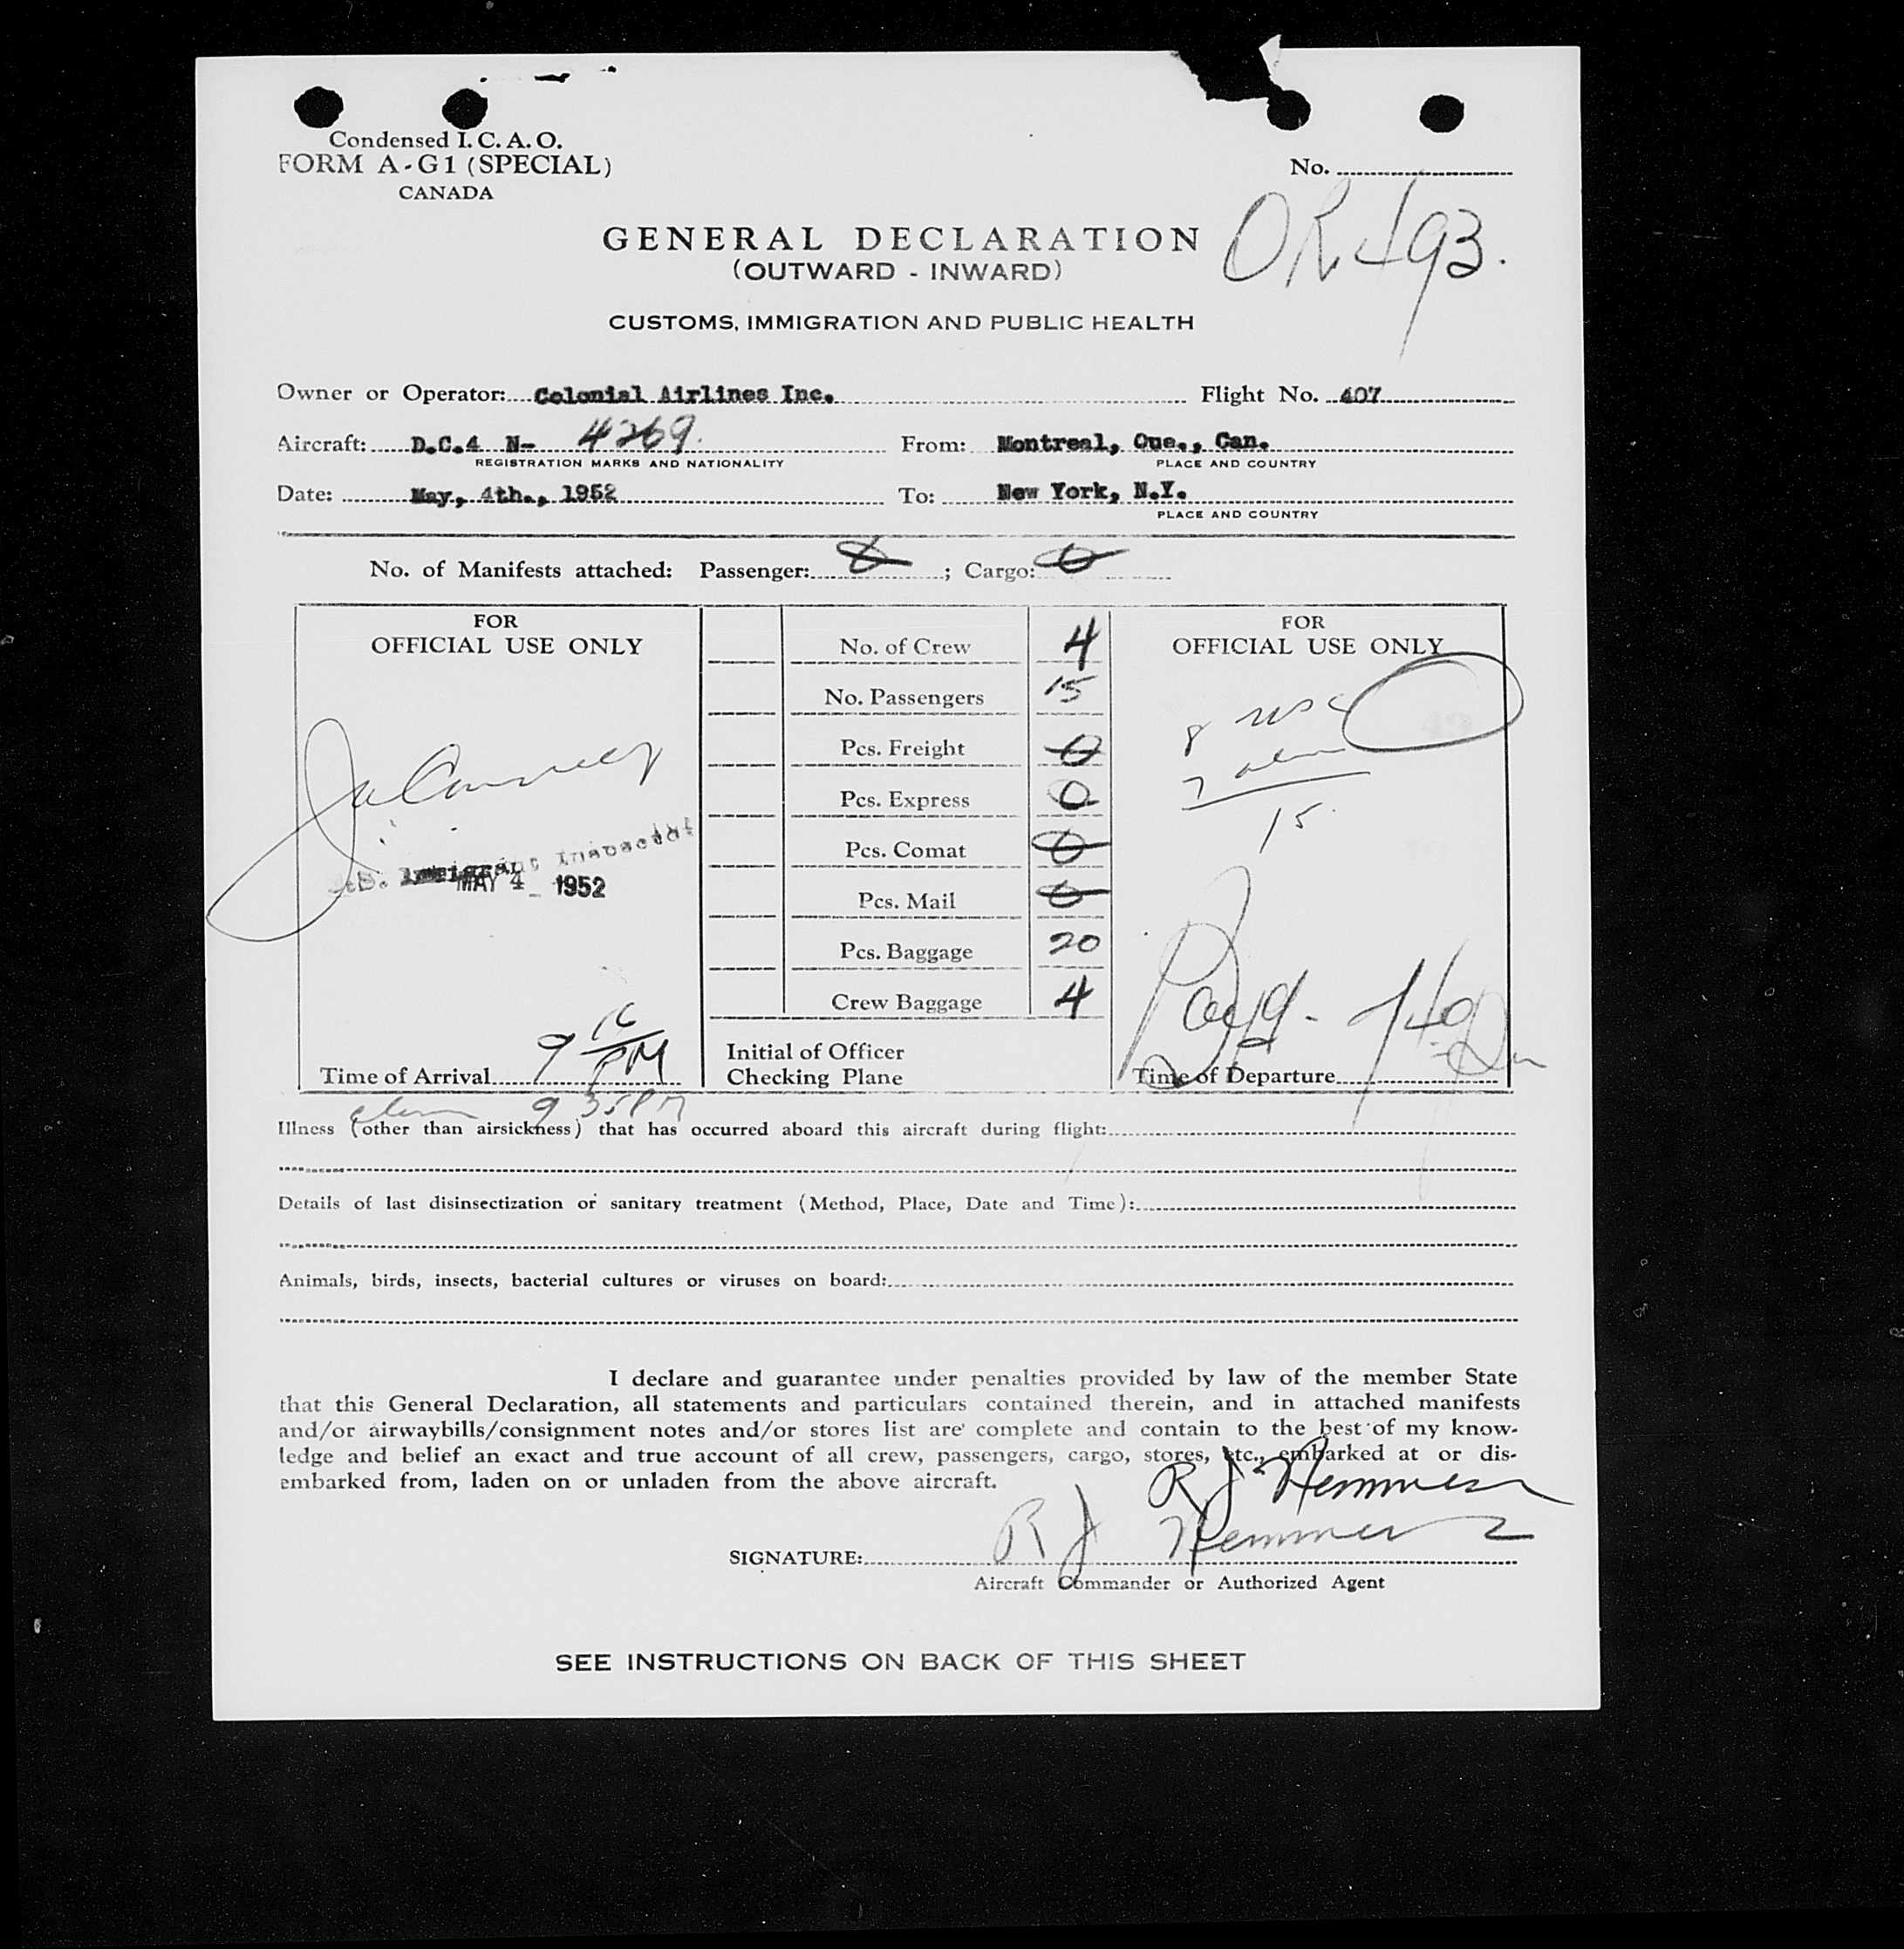 Condensed I.C.A.O.
FORM A-G1 (SPECIAL)
CANADA
No.
OR 493.
GENERAL DECLARATION
(OUTWARD - INWARD)
CUSTOMS, IMMIGRATION AND PUBLIC HEALTH
Owner or Operator: Colonial Airlines Inc. Flight No. 407
Aircraft: D.C.4 N- 4269. From: Montreal, Que., Can.
REGISTRATION MARKS AND NATIONALITY PLACE AND COUNTRY
Date: May, 4th., 1952 To: New York, N.Y.
PLACE AND COUNTRY
No. of Manifests attached: Passenger: 0 ; Cargo: 0
FOR
OFFICIAL USE ONLY
Immigrant Inspector
MAY 4 1952
9 16 PM
Time of Arrival
9 35 PM
No. of Crew 4
No. Passengers 15
Pcs. Freight 0
Pcs. Express 0
Pcs. Comat 0
Pcs. Mail 0
Pcs. Baggage 20
Crew Baggage 4
Initial of Officer
Checking Plane
FOR
OFFICIAL USE ONLY
8 USC
7
15
Time of Departure
Illness (other than airsickness) that has occurred aboard this aircraft during flight:
Details of last disinsectization or sanitary treatment (Method, Place, Date and Time):
Animals, birds, insects, bacterial cultures or viruses on board:
I declare and guarantee under penalties provided by law of the member State
that this General Declaration, all statements and particulars contained therein, and in attached manifests
and/or airwaybills/consignment notes and/or stores list are complete and contain to the best of my know-
ledge and belief an exact and true account of all crew, passengers, cargo, stores, etc., embarked at or dis-
embarked from, laden on or unladen from the above aircraft.
R J
SIGNATURE: R J
Aircraft Commander or Authorized Agent
SEE INSTRUCTIONS ON BACK OF THIS SHEET